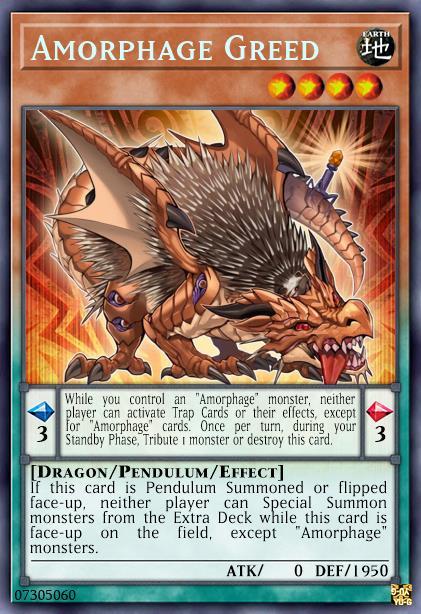 AMORPHAGE GREED
EARTH
地
While you control an "Amorphage" monster, neither
player can activate Trap Cards or their effects, except
for "Amorphage" cards. Once per turn, during your
Standby Phase, Tribute 1 monster or destroy this card.
3
3
[DRAGON/PENDULUM/EFFECT]
If this card is Pendulum Summoned or flipped
face-up, neither player can Special Summon
monsters from the Extra Deck while this card is
face-up on the field, except "Amorphage"
monsters.
ATK/ 0 DEF/1950
07305060